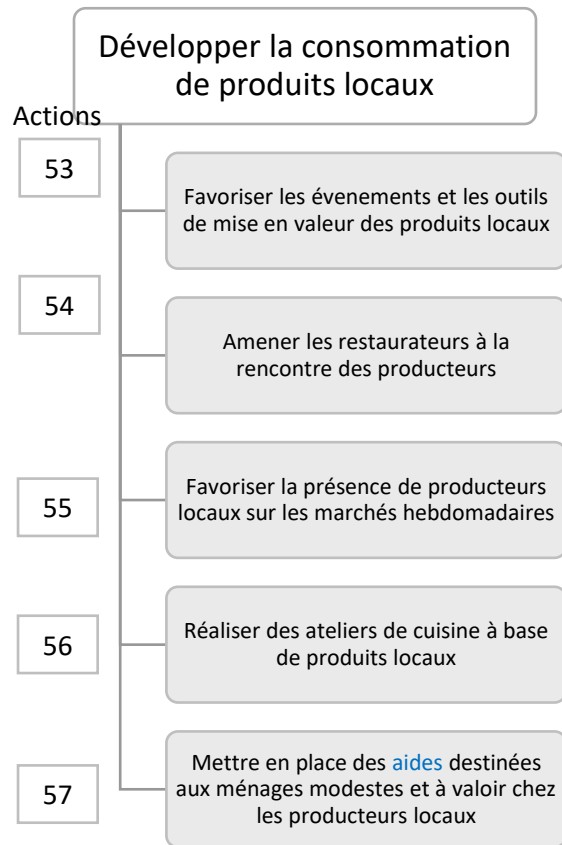 Développer la consommation
de produits locaux
Actions
53
Favoriser les évenements et les outils
de mise en valeur des produits locaux
54
Amener les restaurateurs à la
rencontre des producteurs
55
Favoriser la présence de producteurs
locaux sur les marchés hebdomadaires
56
Réaliser des ateliers de cuisine à base
de produits locaux
57
Mettre en place des aides destinées
aux ménages modestes et à valoir chez
les producteurs locaux